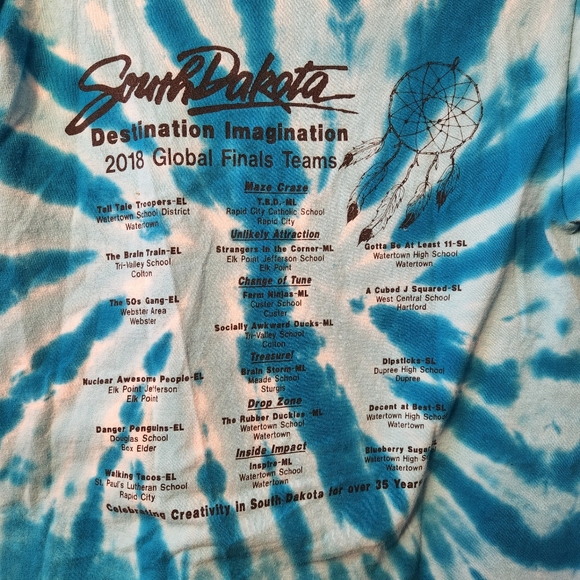 South Dakota
Destination Imagination
2018 Global Finals Teams
Maze Craze
Tall Tale Troopers-EL
Watertown School District
Watertown
T.B.D.-ML
Rapid City Catholic School
Rapid City
Unlikely Attraction
The Brain Train-EL
Tri-Valley School
Colton
Strangers in the Corner-ML
Elk Point Jefferson School
Elk Point
Gotta Be At Least 11-SL
Watertown High School
Watertown
Change of Tune
The 50s Gang-EL
Webster Area
Webster
Farm Ninjas-ML
Custer School
Custer
A Cubed J Squared-SL
West Central School
Hartford
Socially Awkward Ducks-ML
Tri-Valley School
Colton
Treasure!
Nuclear Awesome People-EL
Elk Point Jefferson
Elk Point
Brain Storm-ML
Meade School
Sturgis
Dipsticks-SL
Dupree High School
Dupree
Drop Zone
Danger Penguins-EL
Douglas School
Box Elder
The Rubber Duckies-ML
Watertown School
Watertown
Decent at Best-SL
Watertown High
Watertown
Inside Impact
Walking Tacos-EL
St. Paul's Lutheran School
Rapid City
Inspire-ML
Watertown School
Watertown
Blueberry
Watertown High
Watertown
Celebrating Creativity in South Dakota for over 35 Years